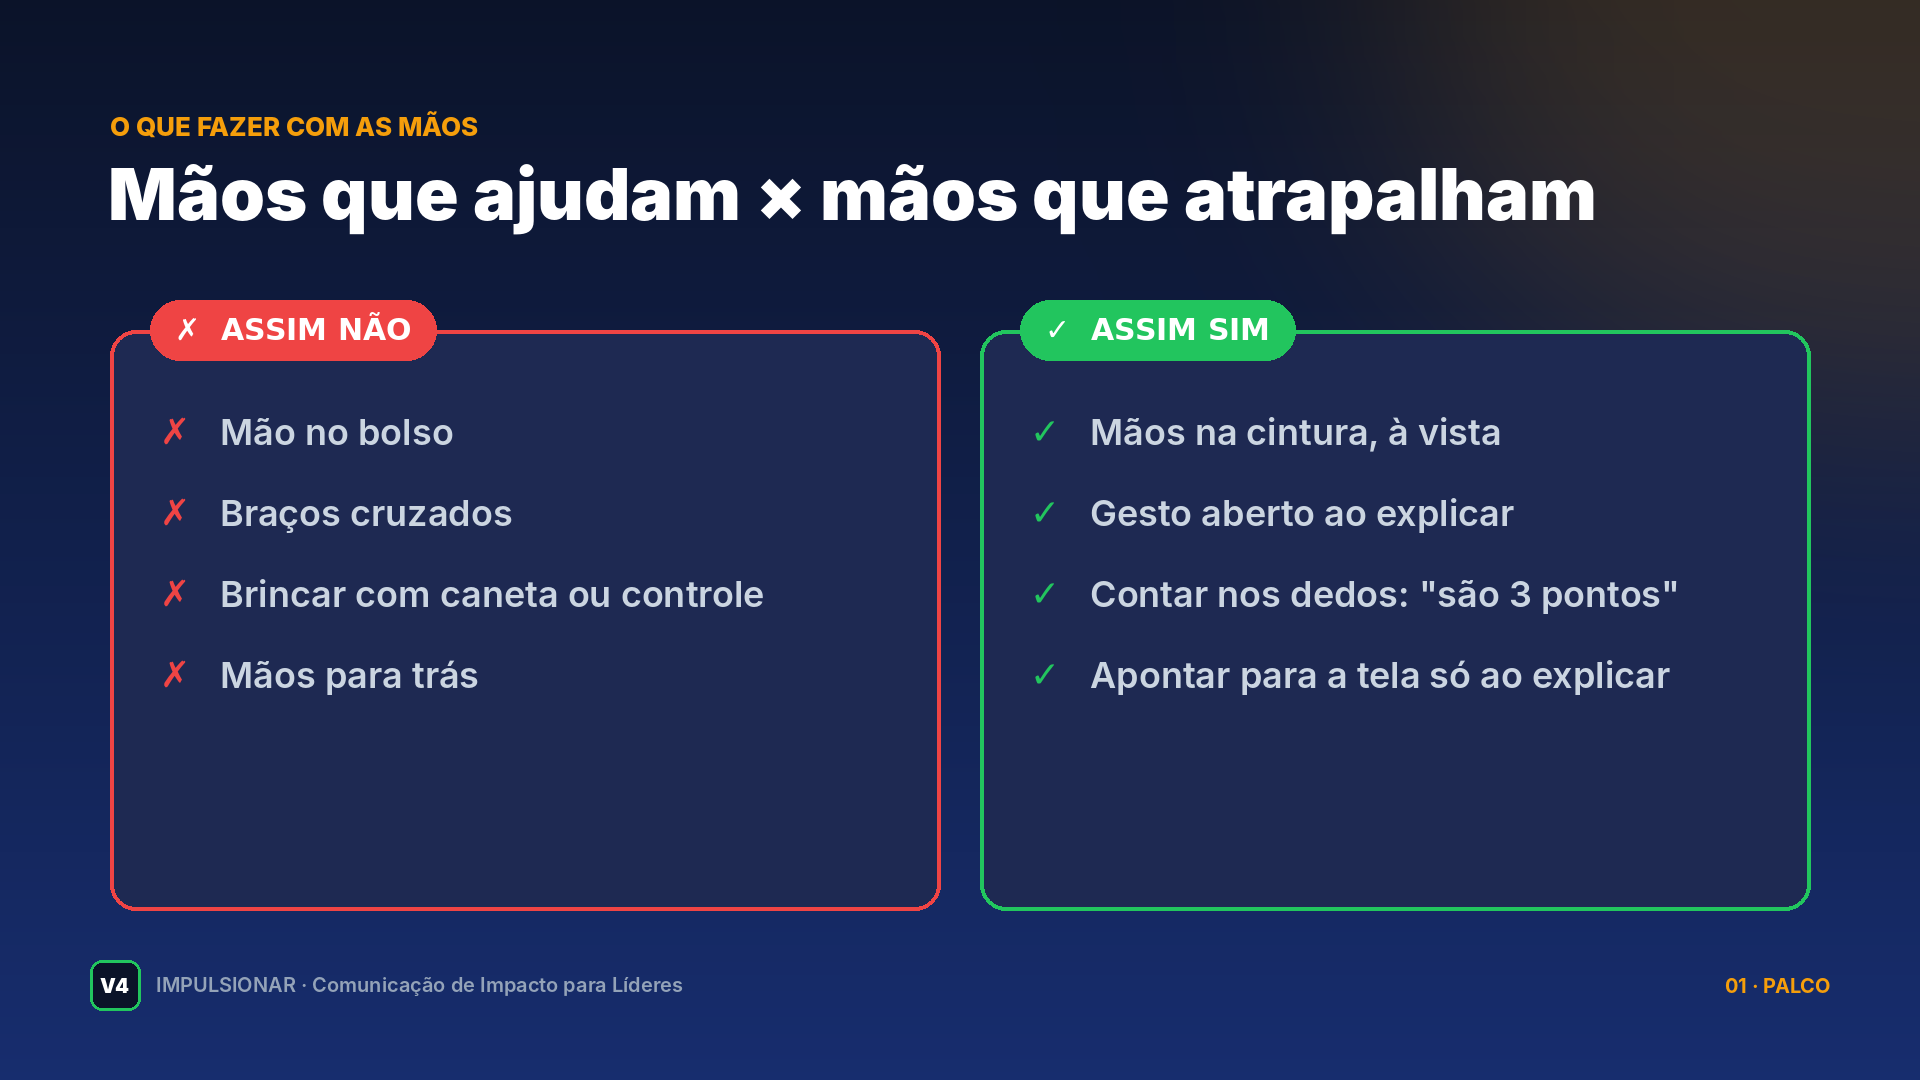 O QUE FAZER COM AS MÃOS
Mãos que ajudam × mãos que atrapalham
✗ ASSIM NÃO
✗ Mão no bolso
✗ Braços cruzados
✗ Brincar com caneta ou controle
✗ Mãos para trás
✓ ASSIM SIM
✓ Mãos na cintura, à vista
✓ Gesto aberto ao explicar
✓ Contar nos dedos: "são 3 pontos"
✓ Apontar para a tela só ao explicar
V4 IMPULSIONAR · Comunicação de Impacto para Líderes
01 · PALCO